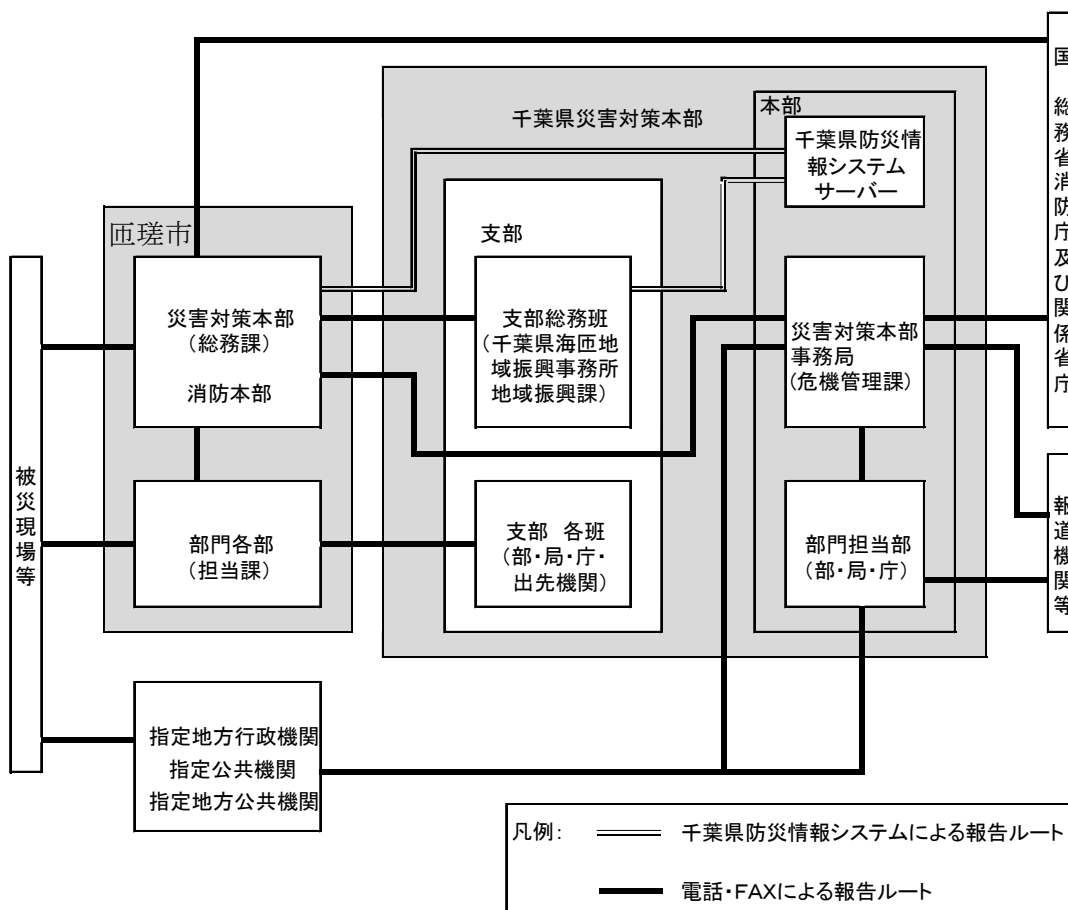 千葉県災害対策本部
本部
千葉県防災情
報システム
サーバー
匝瑳市
災害対策本部
(総務課)
消防本部
支部
支部総務班
(千葉県海匝地
域振興事務所
地域振興課)
災害対策本部
事務局
(危機管理課)
国
総務省消防庁及び関係省庁
被災現場等
部門各部
(担当課)
支部 各班
(部・局・庁・
出先機関)
部門担当部
(部・局・庁)
報道機関等
指定地方行政機関
指定公共機関
指定地方公共機関
凡例:
千葉県防災情報システムによる報告ルート
電話・FAXによる報告ルート